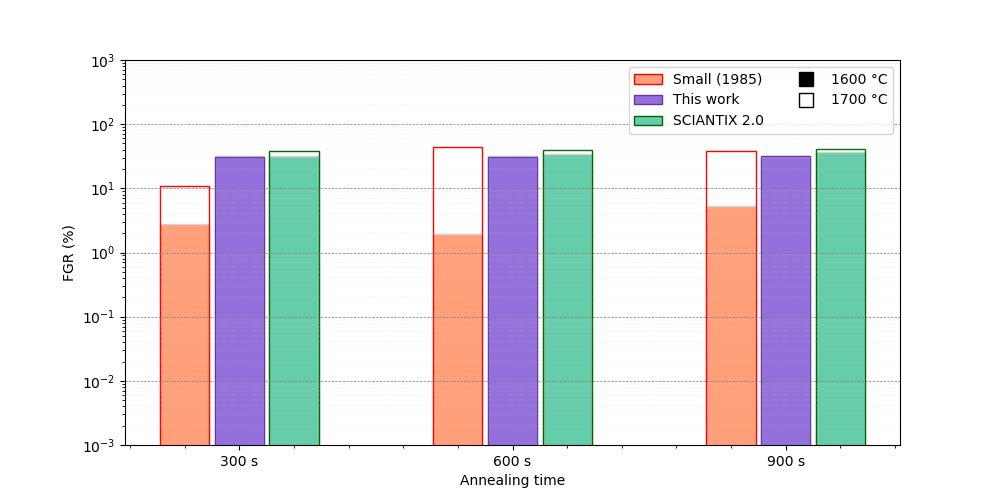 10³
10²
10¹
10⁰
10⁻¹
10⁻²
10⁻³
FGR (%)
Small (1985)
This work
SCIANTIX 2.0
1600 °C
1700 °C
300 s
600 s
900 s
Annealing time